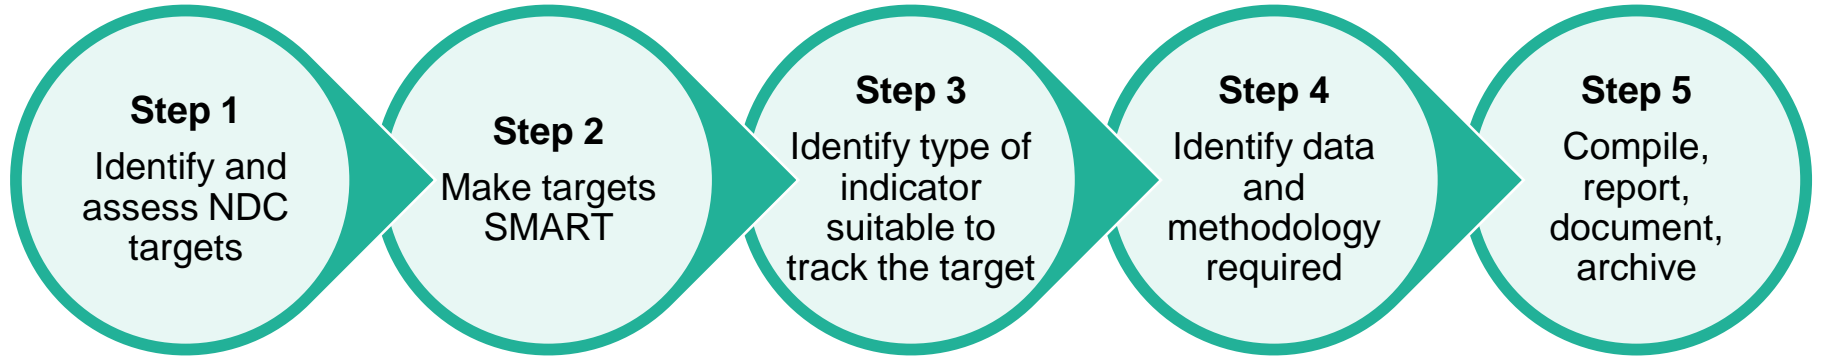 Step 1
Identify and
assess NDC
targets
Step 2
Make targets
SMART
Step 3
Identify type of
indicator
suitable to
track the target
Step 4
Identify data
and
methodology
required
Step 5
Compile,
report,
document,
archive